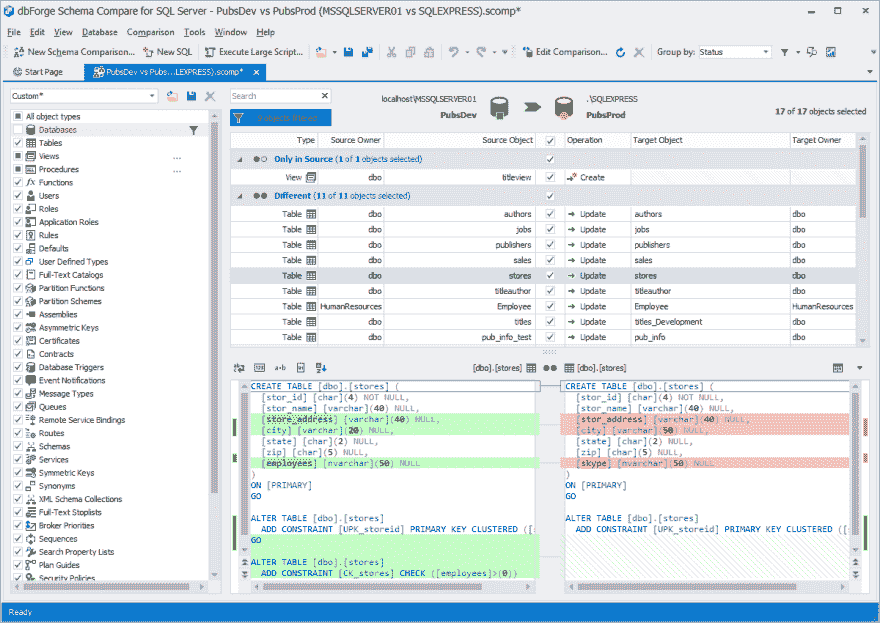 dbForge Schema Compare for SQL Server - PubsDev vs PubsProd (MSSQLSERVER01 vs SQLEXPRESS).scomp*
File Edit View Database Comparison Tools Window Help
New Schema Comparison... New SQL Execute Large Script... Edit Comparison... Group by: Status
Start Page PubsDev vs Pubs...LEXPRESS).scomp*
Custom*
All object types
Databases
Tables
Views ...
Procedures ...
Functions
Users
Roles
Application Roles
Rules
Defaults
User Defined Types
Full-Text Catalogs
Partition Functions
Partition Schemes
Assemblies
Asymmetric Keys
Certificates
Contracts
Database Triggers
Event Notifications
Message Types
Queues
Remote Service Bindings
Routes
Schemas
Services
Symmetric Keys
Synonyms
XML Schema Collections
Full-Text Stoplists
Broker Priorities
Sequences
Search Property Lists
Plan Guides
Security Policies
Search
localhost\MSSQLSERVER01
PubsDev
.\SQLEXPRESS
PubsProd
17 of 17 objects selected
Type Source Owner Source Object Operation Target Object Target Owner
Only in Source (1 of 1 objects selected)
View dbo titleview Create
Different (11 of 11 objects selected)
Table dbo authors Update authors dbo
Table dbo jobs Update jobs dbo
Table dbo publishers Update publishers dbo
Table dbo sales Update sales dbo
Table dbo stores Update stores dbo
Table dbo titleauthor Update titleauthor dbo
Table HumanResources Employee Update Employee HumanResources
Table dbo titles Update titles_Development dbo
Table dbo pub_info_test Update pub_info dbo
[dbo].[stores] [dbo].[stores]
CREATE TABLE [dbo].[stores] (
[stor_id] [char](4) NOT NULL,
[stor_name] [varchar](40) NULL,
[store_address] [varchar](40) NULL,
[city] [varchar](20) NULL,
[state] [char](2) NULL,
[zip] [char](5) NULL,
[employees] [nvarchar](50) NULL
)
ON [PRIMARY]
GO
ALTER TABLE [dbo].[stores]
ADD CONSTRAINT [UPK_storeid] PRIMARY KEY CLUSTERED ([
GO
ALTER TABLE [dbo].[stores]
ADD CONSTRAINT [CK_stores] CHECK ([employees]>(0))
CREATE TABLE [dbo].[stores] (
[stor_id] [char](4) NOT NULL,
[stor_name] [varchar](40) NULL,
[stor_address] [varchar](40) NULL,
[city] [varchar](50) NULL,
[state] [char](2) NULL,
[zip] [char](5) NULL,
[skype] [nvarchar](50) NULL
)
ON [PRIMARY]
GO
ALTER TABLE [dbo].[stores]
ADD CONSTRAINT [UPK_storeid] PRIMARY KEY CLUSTERED ([
Ready